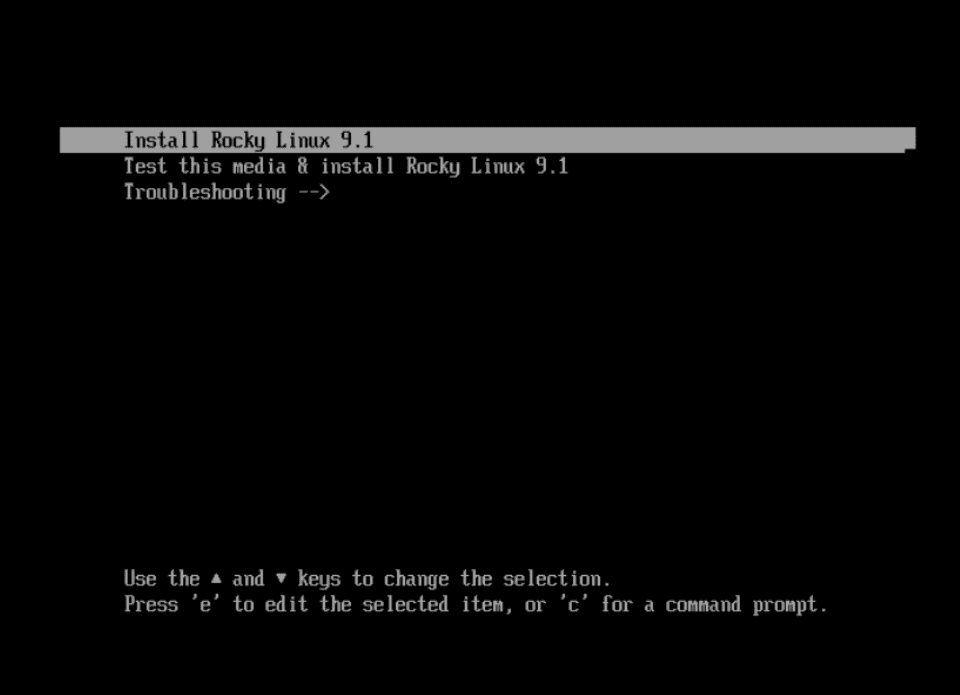 Install Rocky Linux 9.1
Test this media & install Rocky Linux 9.1
Troubleshooting -->
Use the ▲ and ▼ keys to change the selection.
Press 'e' to edit the selected item, or 'c' for a command prompt.